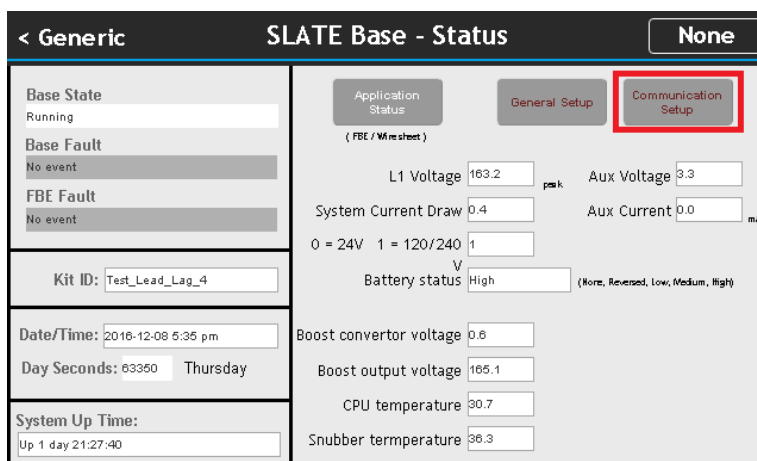 < Generic
SLATE Base - Status
None
Base State
Running
Base Fault
No event
FBE Fault
No event
Kit ID: Test_Lead_Lag_4
Date/Time: 2016-12-08 5:35 pm
Day Seconds: 63350 Thursday
System Up Time:
Up 1 day 21:27:40
Application
Status
( FBE / Wiresheet )
General Setup
Communication
Setup
L1 Voltage 163.2 peak
Aux Voltage 3.3
System Current Draw 0.4
Aux Current 0.0
0 = 24V 1 = 120/240 1
V
Battery status High (None, Reversed, Low, Medium, High)
Boost convertor voltage 0.6
Boost output voltage 165.1
CPU temperature 30.7
Snubber termperature 36.3